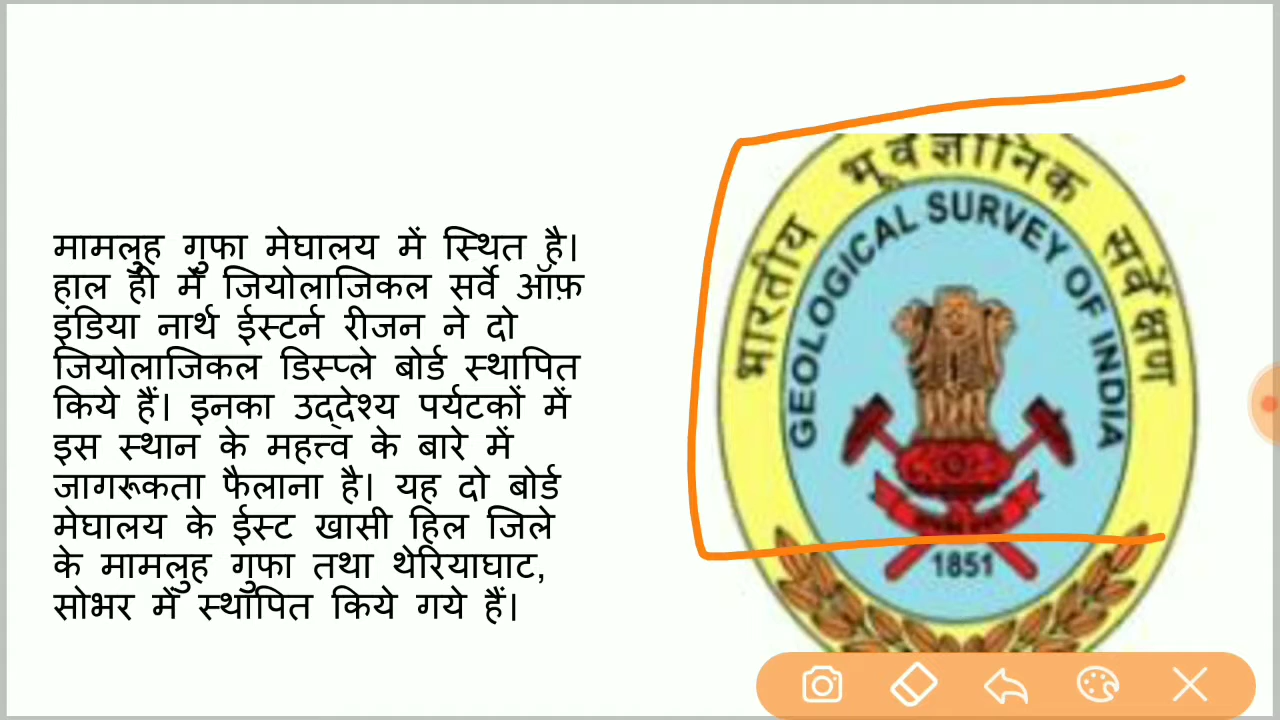 मामलुह गुफा मेघालय में स्थित है।
हाल ही में जियोलाजिकल सर्वे ऑफ़
इंडिया नार्थ ईस्टर्न रीजन ने दो
जियोलाजिकल डिस्प्ले बोर्ड स्थापित
किये हैं। इनका उद्देश्य पर्यटकों में
इस स्थान के महत्त्व के बारे में
जागरूकता फैलाना है। यह दो बोर्ड
मेघालय के ईस्ट खासी हिल जिले
के मामलुह गुफा तथा थेरियाघाट,
सोभर में स्थापित किये गये हैं।
भारतीय भूवैज्ञानिक सर्वेक्षण
GEOLOGICAL SURVEY OF INDIA
1851